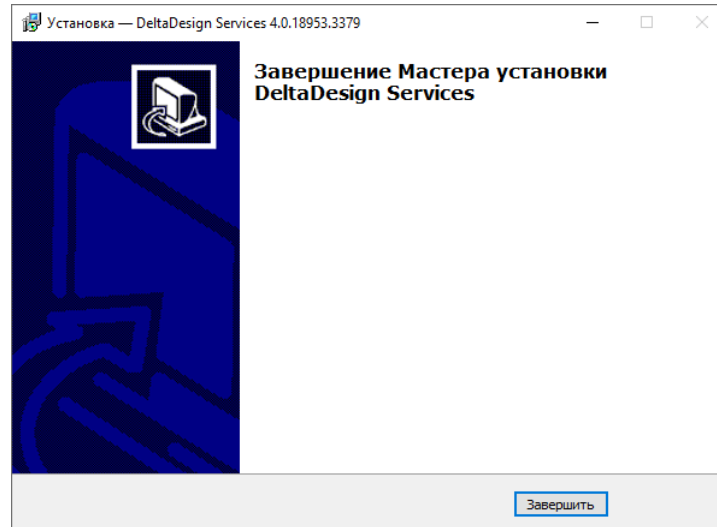 Установка — DeltaDesign Services 4.0.18953.3379
Завершение Мастера установки
DeltaDesign Services
Завершить